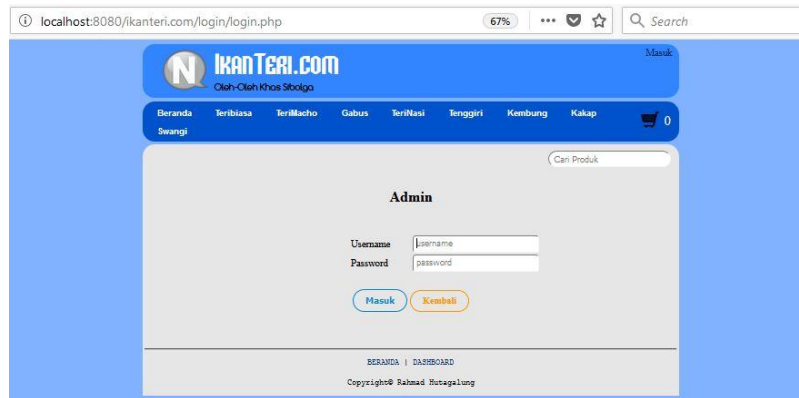 localhost:8080/ikanteri.com/login/login.php 67% Search
Masuk
N IkanTeri.com
Oleh-Oleh Khas Sibolga
Beranda Teribiasa TeriMacho Gabus TeriNasi Tenggiri Kembung Kakap 0
Swangi
Cari Produk
Admin
Username username
Password password
Masuk Kembali
BERANDA | DASHBOARD
Copyright© Rahmad Hutagalung